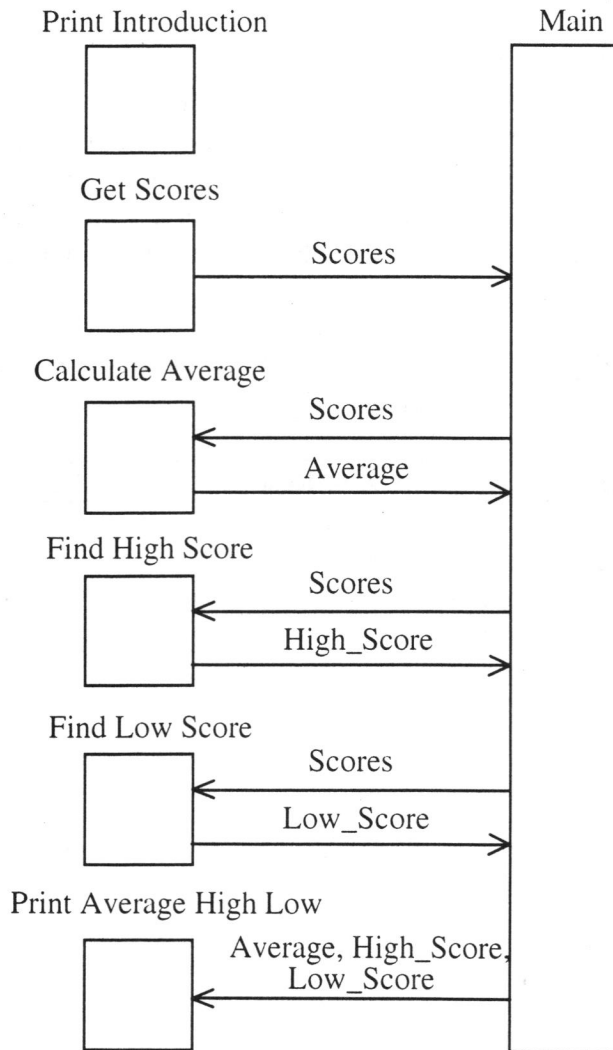 Print Introduction
Main
Get Scores
Scores
Calculate Average
Scores
Average
Find High Score
Scores
High_Score
Find Low Score
Scores
Low_Score
Print Average High Low
Average, High_Score,
Low_Score